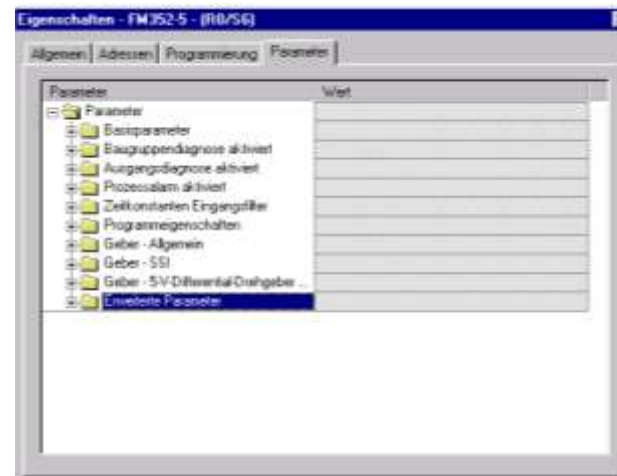 Eigenschaften - FM352-5 - (R0/S6)
Allgemein Adressen Programmierung Parameter
Parameter Wert
Parameter
Basisparameter
Baugruppendiagnose aktiviert
Ausgangsdiagnose aktiviert
Prozessalarm aktiviert
Zeitkonstanten Eingangsfilter
Programmeigenschaften
Geber - Allgemein
Geber - SSI
Geber - 5-V-Differential-Drehgeber ...
Erweiterte Parameter